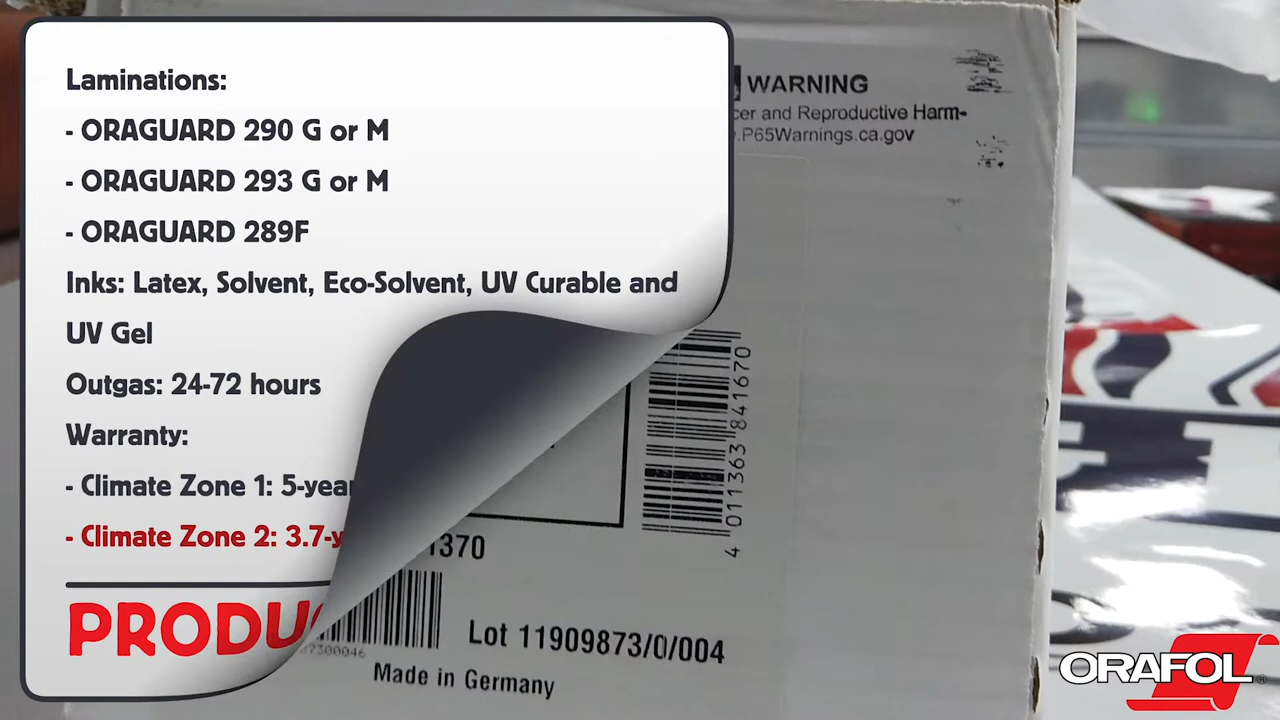 Laminations:
- ORAGUARD 290 G or M
- ORAGUARD 293 G or M
- ORAGUARD 289F
Inks: Latex, Solvent, Eco-Solvent, UV Curable and
UV Gel
Outgas: 24-72 hours
Warranty:
- Climate Zone 1: 5-year
- Climate Zone 2: 3.7-y
PRODU
WARNING
cer and Reproductive Harm-
.P65Warnings.ca.gov
4 011363 841670
1370
7300046
Lot 11909873/0/004
Made in Germany
ORAFOL®